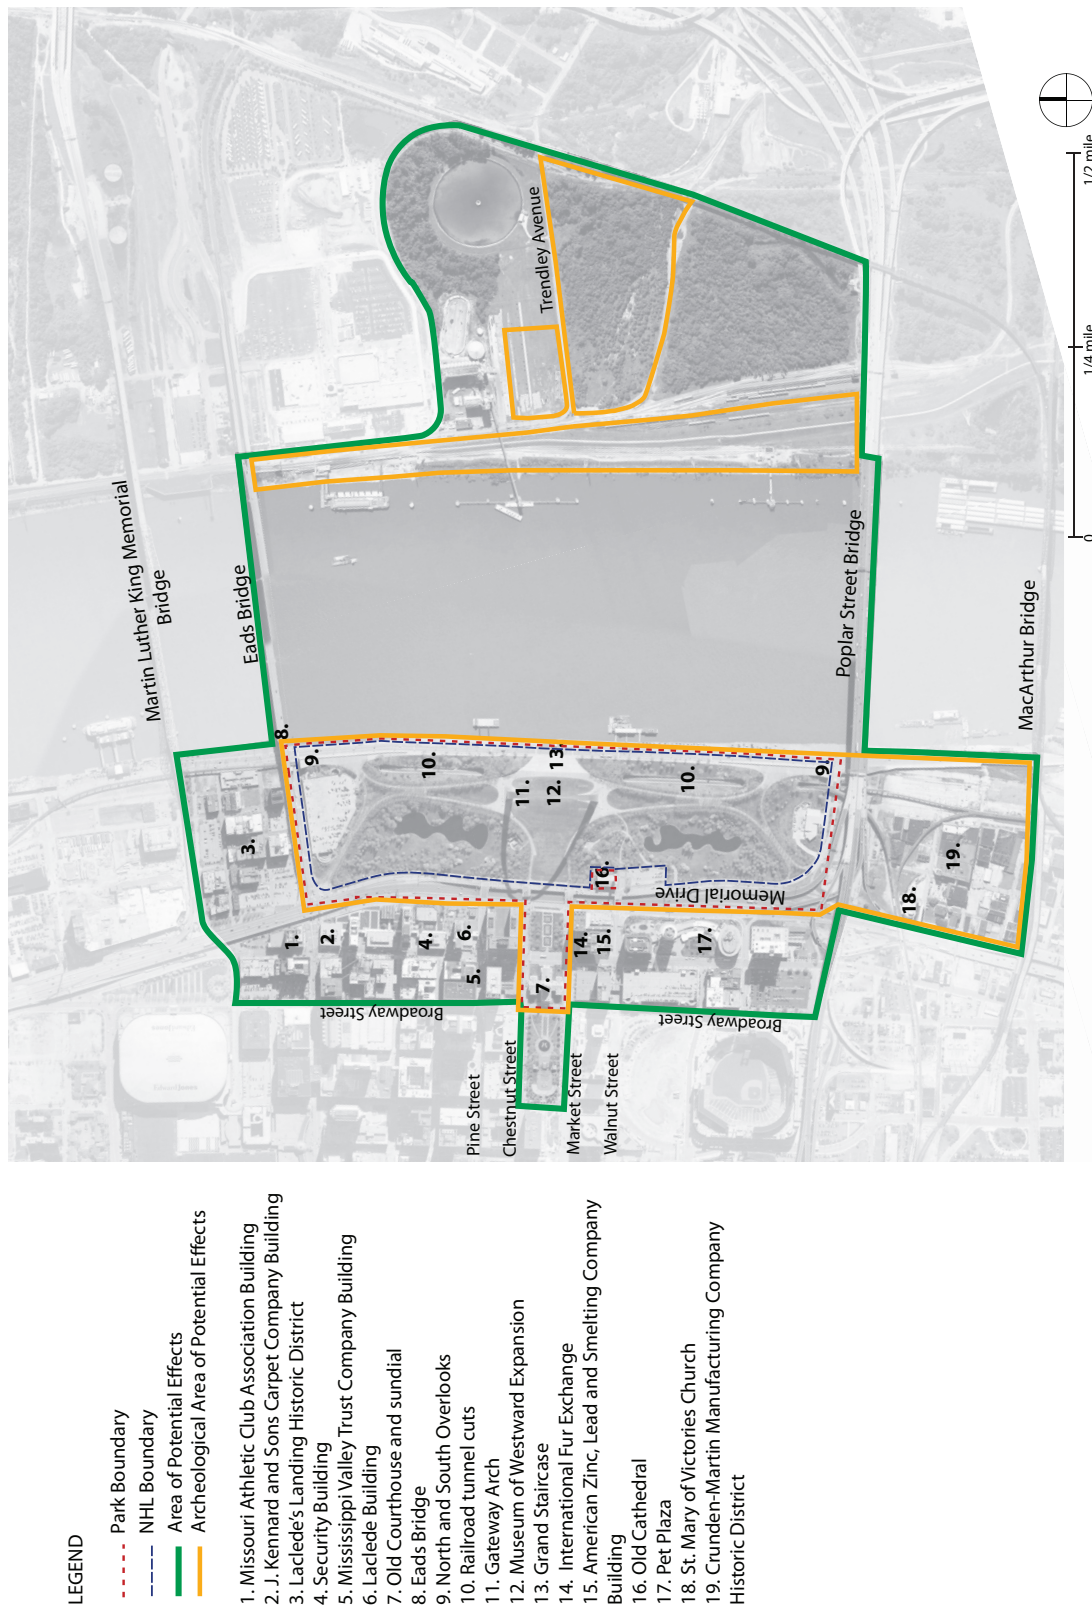 LEGEND
Park Boundary
NHL Boundary
Area of Potential Effects
Archeological Area of Potential Effects
1. Missouri Athletic Club Association Building
2. J. Kennard and Sons Carpet Company Building
3. Laclede's Landing Historic District
4. Security Building
5. Mississippi Valley Trust Company Building
6. Laclede Building
7. Old Courthouse and sundial
8. Eads Bridge
9. North and South Overlooks
10. Railroad tunnel cuts
11. Gateway Arch
12. Museum of Westward Expansion
13. Grand Staircase
14. International Fur Exchange
15. American Zinc, Lead and Smelting Company
Building
16. Old Cathedral
17. Pet Plaza
18. St. Mary of Victories Church
19. Crunden-Martin Manufacturing Company
Historic District
Martin Luther King Memorial
Bridge
Eads Bridge
Poplar Street Bridge
MacArthur Bridge
Trendley Avenue
Memorial Drive
Broadway Street
Broadway Street
Pine Street
Chestnut Street
Market Street
Walnut Street
1.
2.
3.
4.
5.
6.
7.
8.
9.
9.
10.
10.
11.
12.
13.
14.
15.
16.
17.
18.
19.
0
1/4 mile
1/2 mile